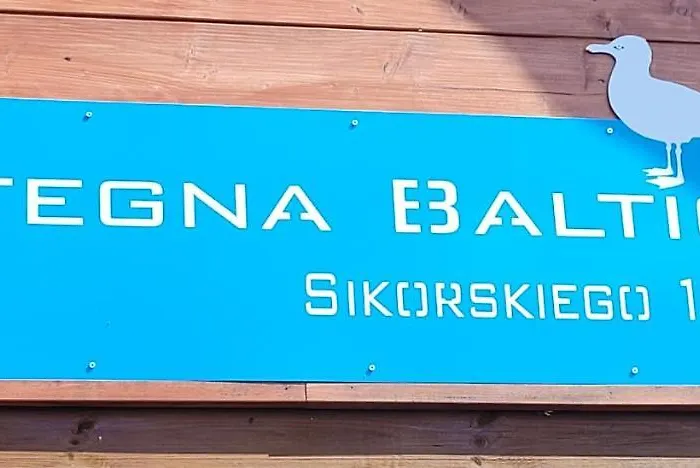 TEGNA BALTIC
SIKORSKIEGO 1